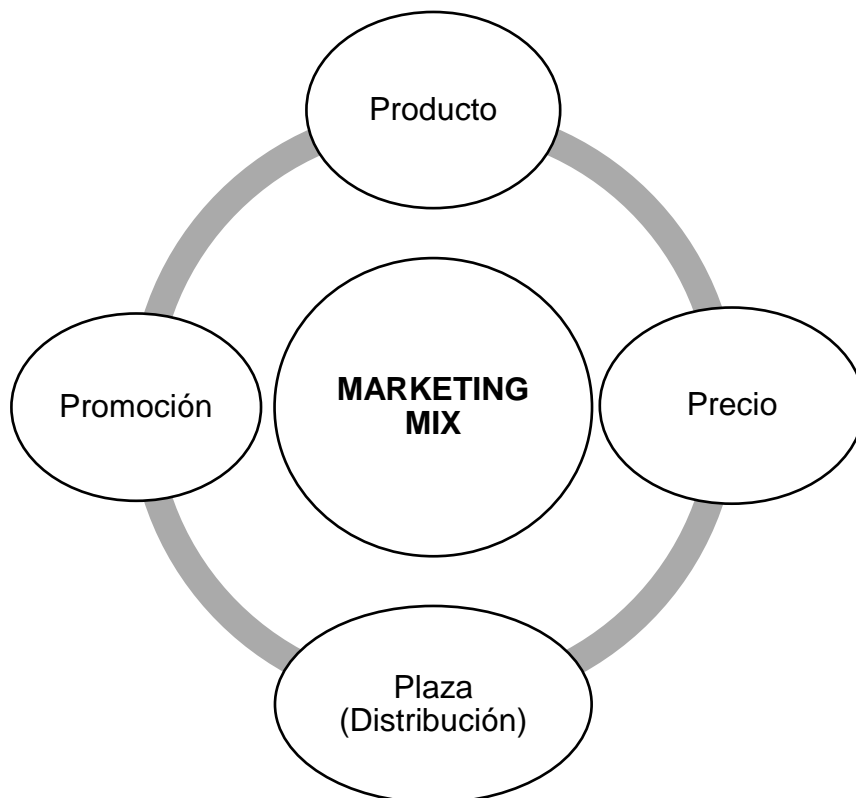 Producto
Promoción
MARKETING
MIX
Precio
Plaza
(Distribución)